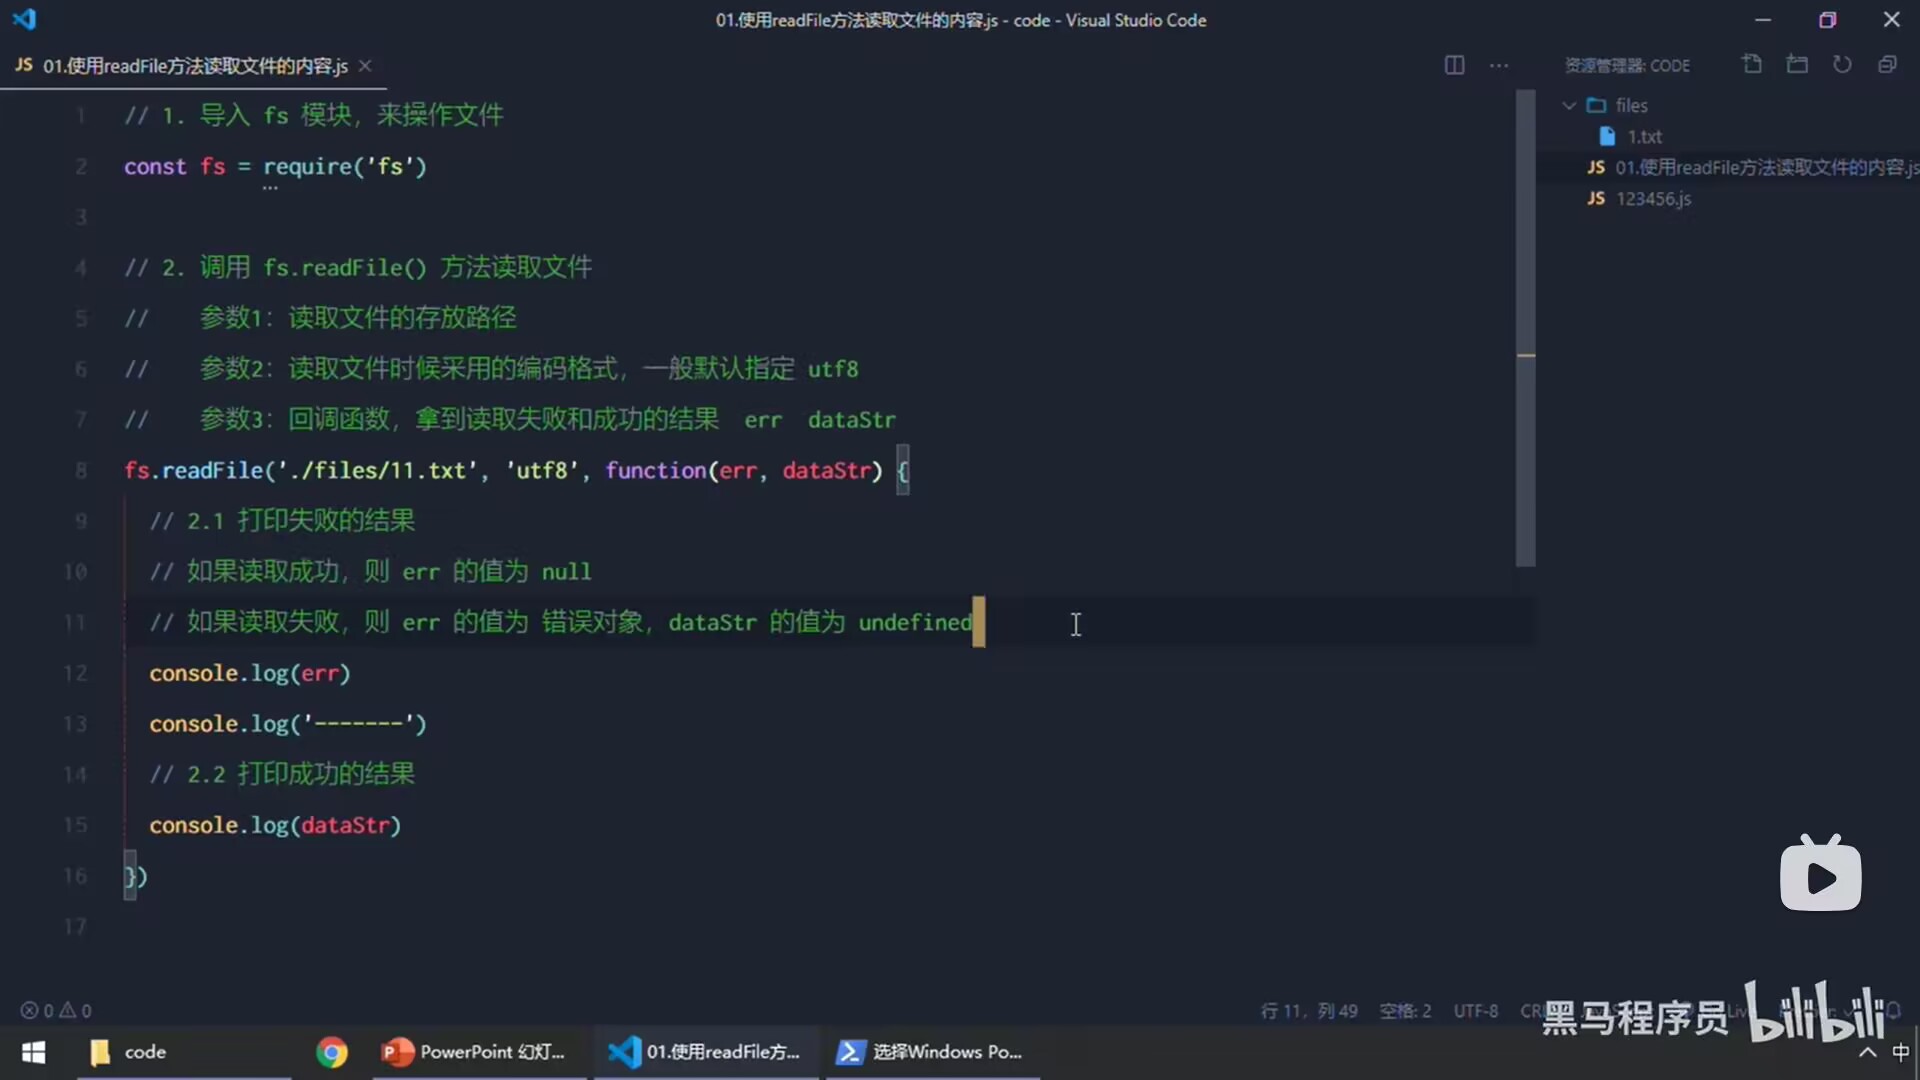 01.使用readFile方法读取文件的内容.js - code - Visual Studio Code
JS 01.使用readFile方法读取文件的内容.js
资源管理器: CODE
files
1.txt
JS 01.使用readFile方法读取文件的内容.js
JS 123456.js
1 // 1. 导入 fs 模块，来操作文件
2 const fs = require('fs')
3
4 // 2. 调用 fs.readFile() 方法读取文件
5 //    参数1：读取文件的存放路径
6 //    参数2：读取文件时候采用的编码格式，一般默认指定 utf8
7 //    参数3：回调函数，拿到读取失败和成功的结果  err  dataStr
8 fs.readFile('./files/11.txt', 'utf8', function(err, dataStr) {
9   // 2.1 打印失败的结果
10   // 如果读取成功，则 err 的值为 null
11   // 如果读取失败，则 err 的值为 错误对象，dataStr 的值为 undefined
12   console.log(err)
13   console.log('-------')
14   // 2.2 打印成功的结果
15   console.log(dataStr)
16 })
17
0 0
行 11，列 49 空格: 2 UTF-8
黑马程序员 bilibili
code
PowerPoint 幻灯...
01.使用readFile方...
选择Windows Po...
中